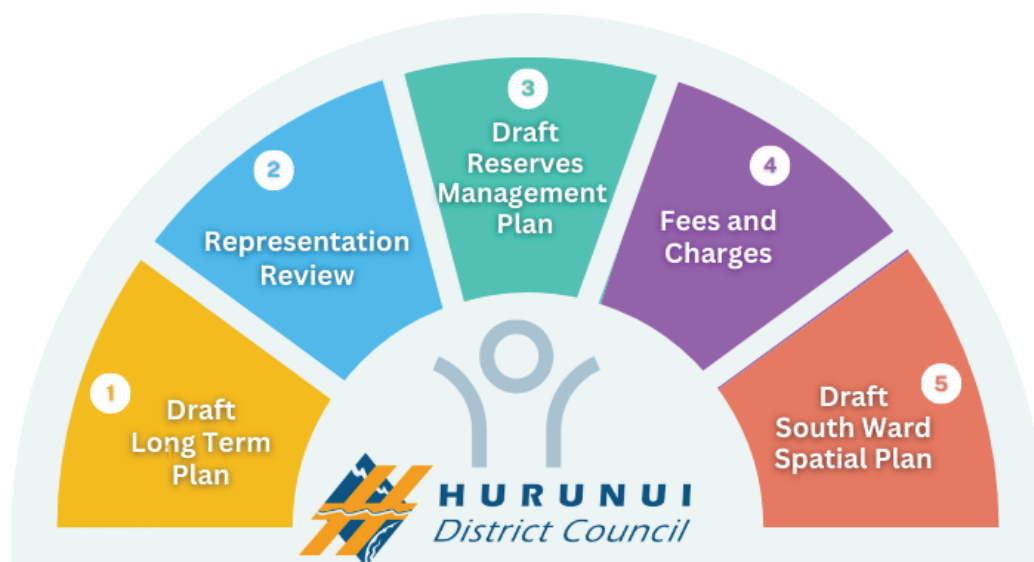 1
Draft
Long Term
Plan
2
Representation
Review
3
Draft
Reserves
Management
Plan
4
Fees and
Charges
5
Draft
South Ward
Spatial Plan
HURUNUI
District Council